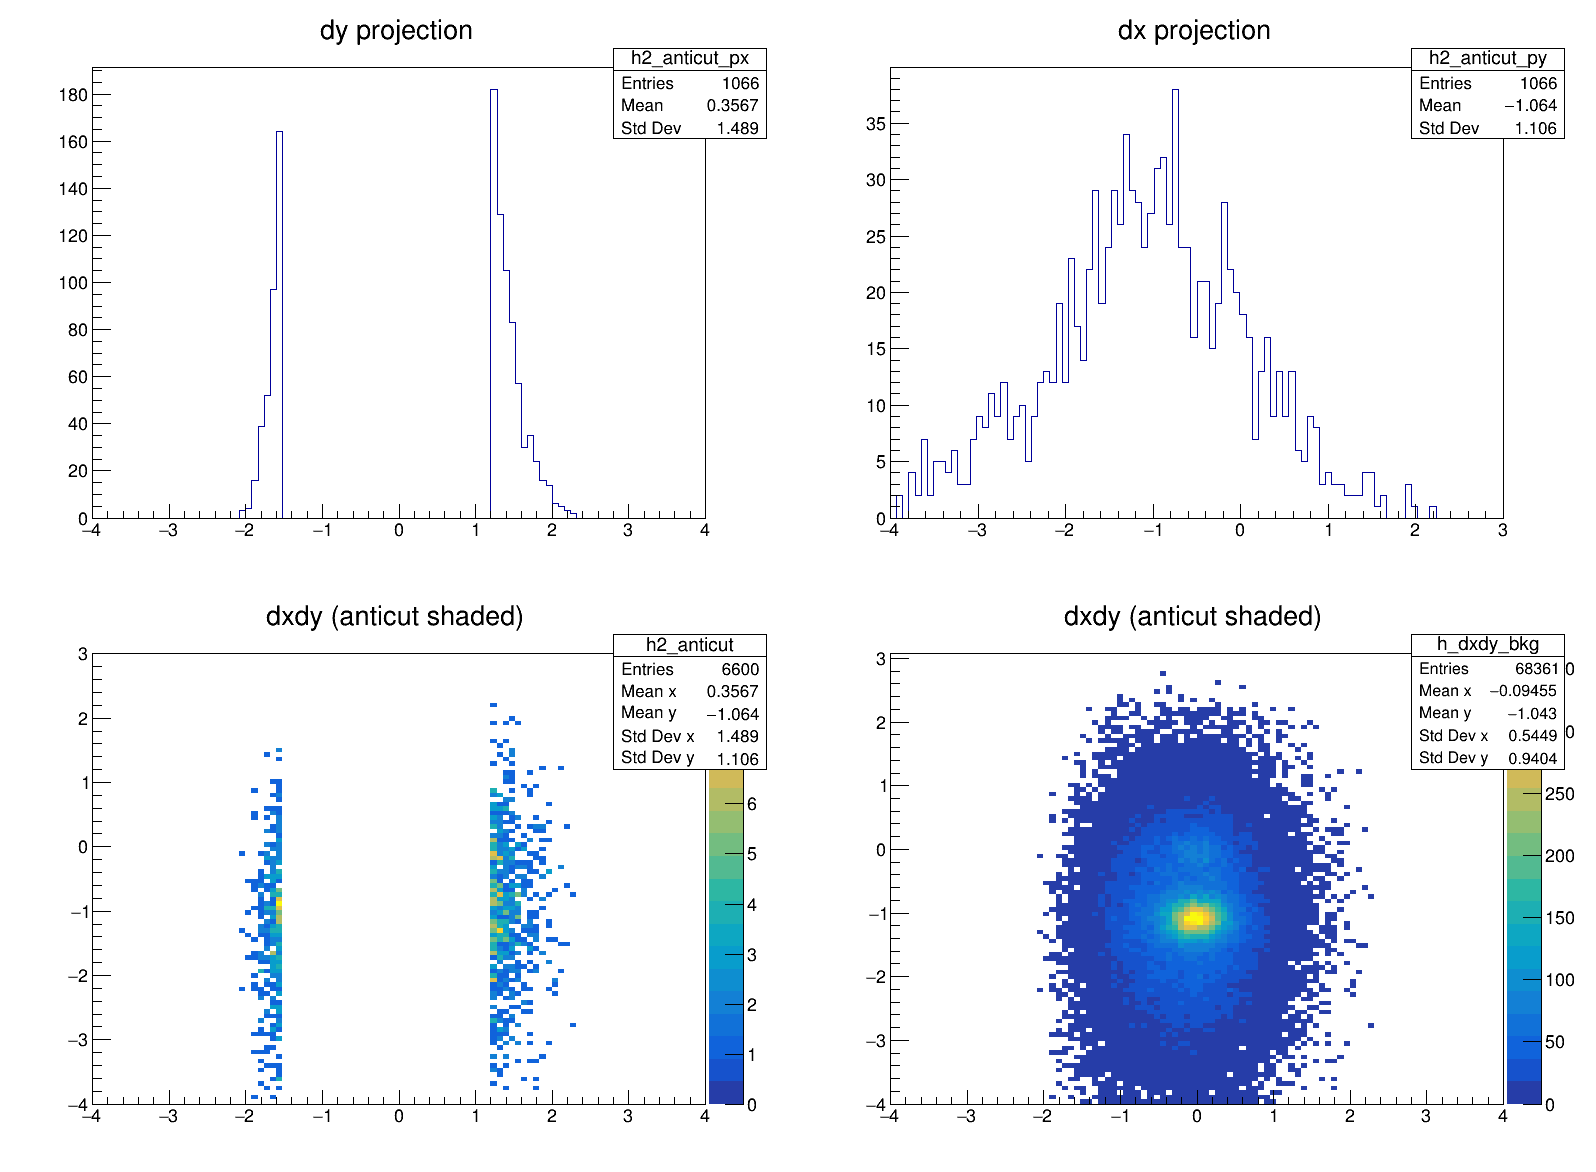 dy projection
h2_anticut_px
Entries 1066
Mean 0.3567
Std Dev 1.489
180
160
140
120
100
80
60
40
20
0
−4 −3 −2 −1 0 1 2 3 4
dx projection
h2_anticut_py
Entries 1066
Mean −1.064
Std Dev 1.106
35
30
25
20
15
10
5
0
−4 −3 −2 −1 0 1 2 3
dxdy (anticut shaded)
h2_anticut
Entries 6600
Mean x 0.3567
Mean y −1.064
Std Dev x 1.489
Std Dev y 1.106
3
2
1
0
−1
−2
−3
−4
−4 −3 −2 −1 0 1 2 3 4
6
5
4
3
2
1
0
dxdy (anticut shaded)
h_dxdy_bkg
Entries 68361
Mean x −0.09455
Mean y −1.043
Std Dev x 0.5449
Std Dev y 0.9404
3
2
1
0
−1
−2
−3
−4
−4 −3 −2 −1 0 1 2 3 4
0
0
250
200
150
100
50
0